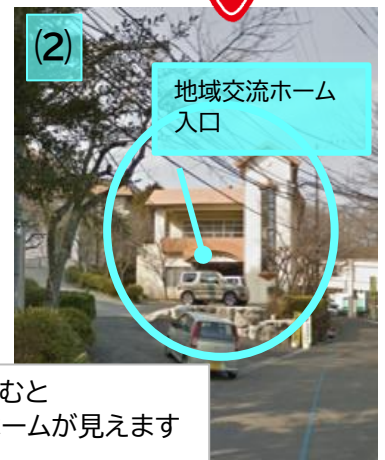 (2)
地域交流ホーム
入口
むと
ームが見えます